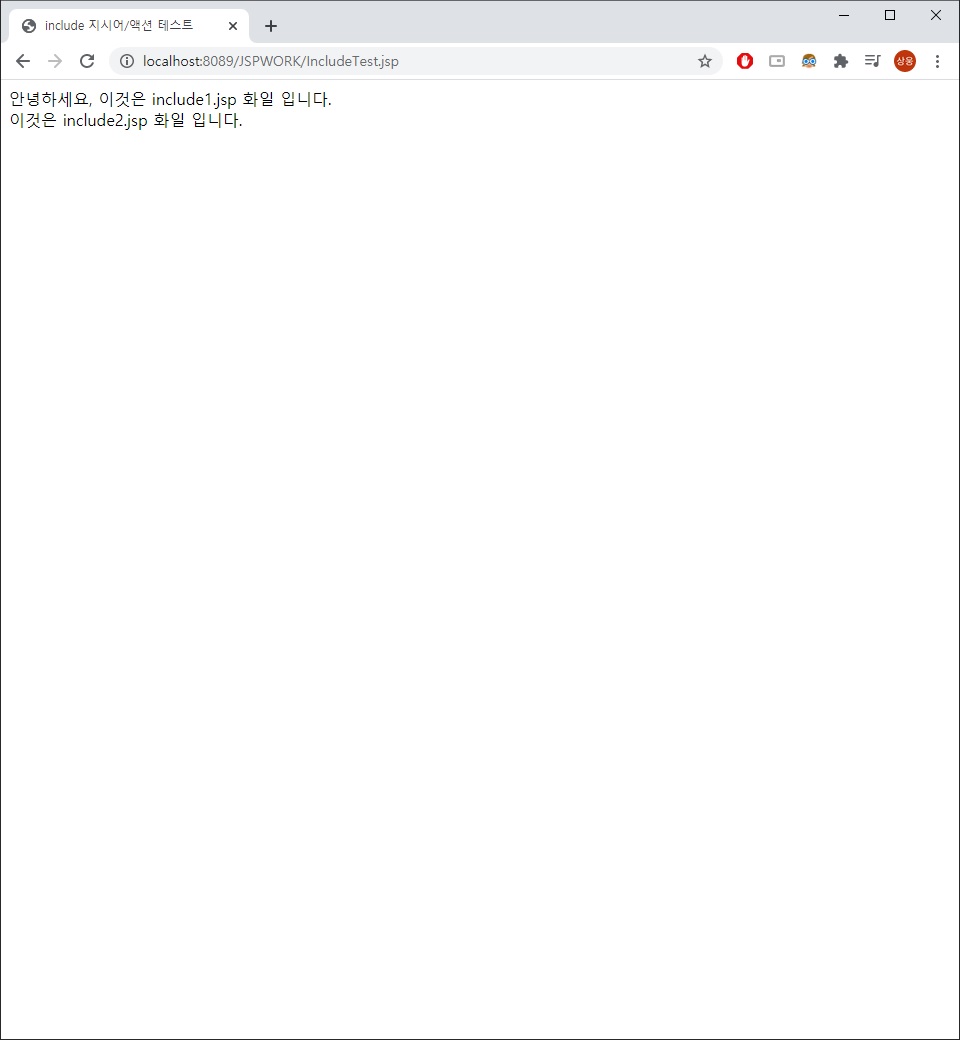 include 지시어/액션 테스트
localhost:8089/JSPWORK/IncludeTest.jsp
상웅
안녕하세요, 이것은 include1.jsp 화일 입니다.
이것은 include2.jsp 화일 입니다.